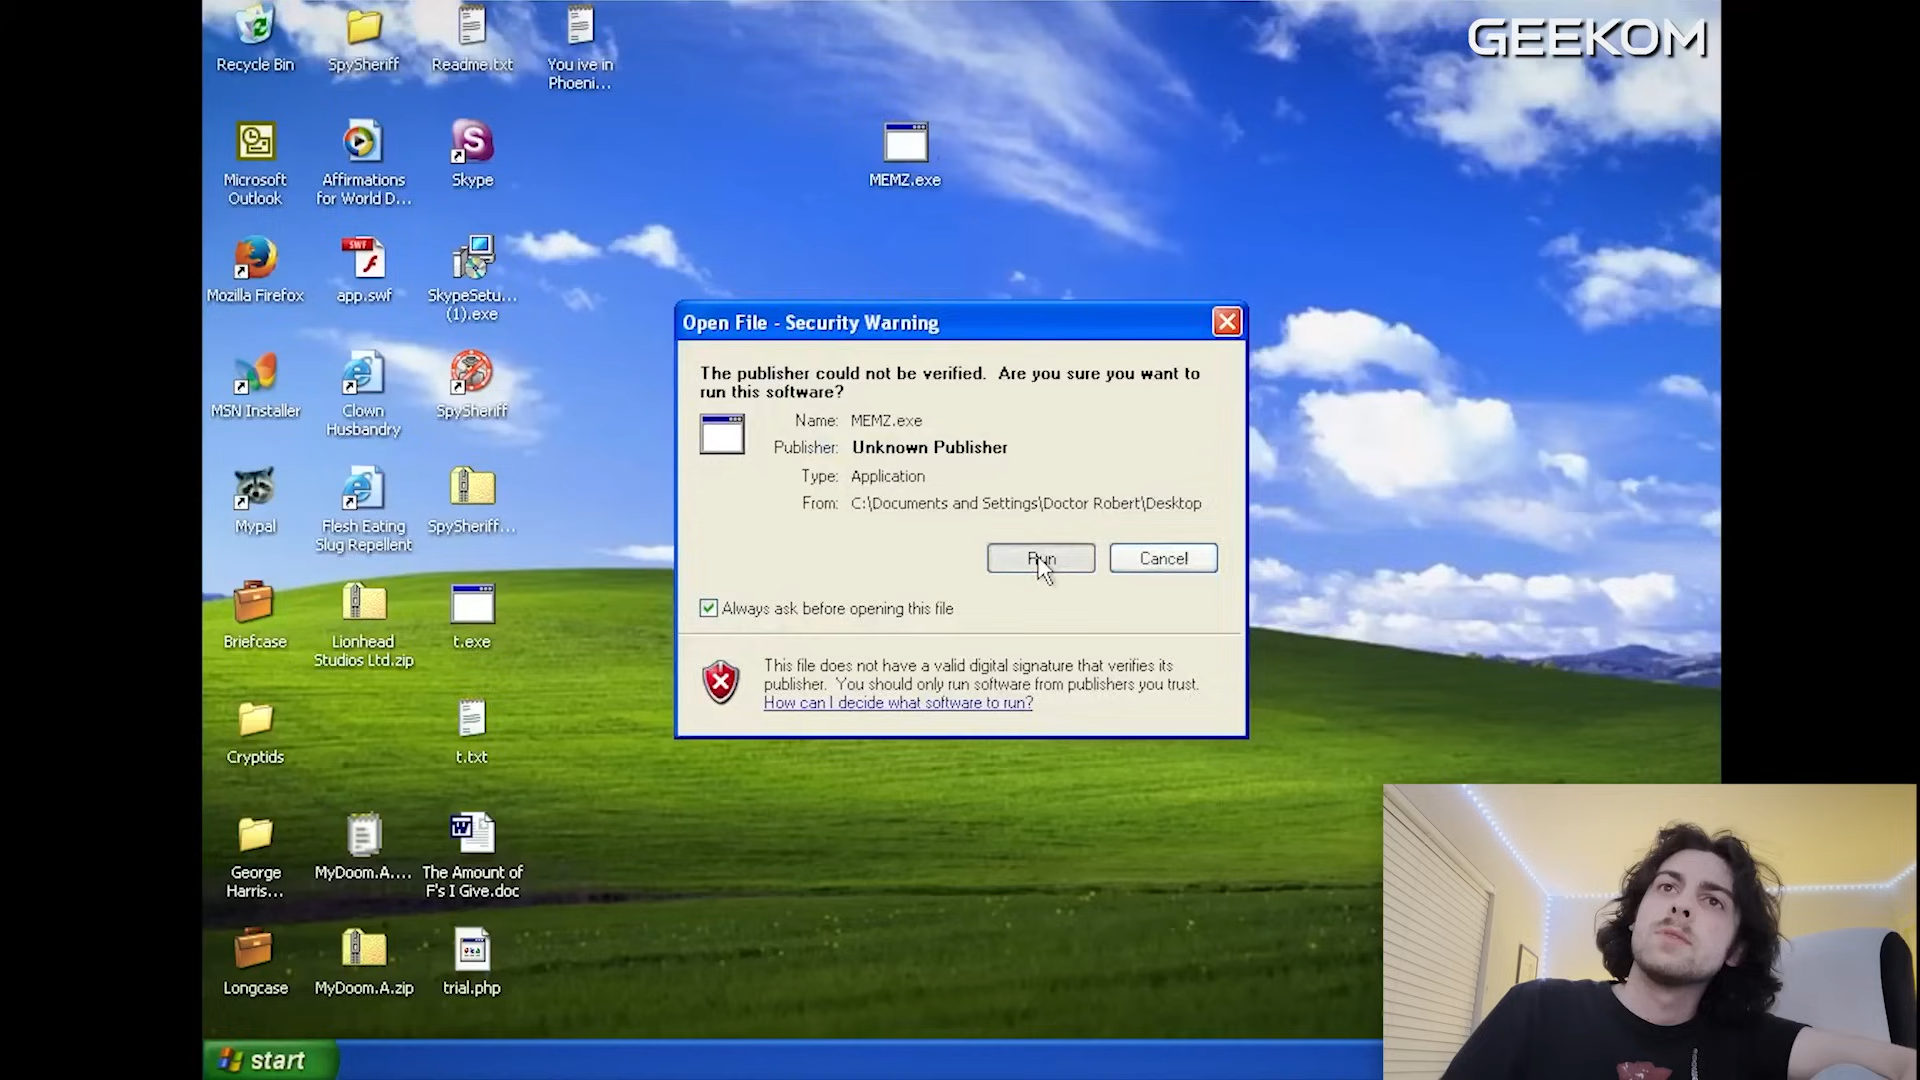 GEEKOM
Recycle Bin
SpySheriff
Readme.txt
You ive in
Phoeni...
Microsoft
Outlook
Affirmations
for World D...
Skype
MEMZ.exe
Mozilla Firefox
SWF
app.swf
SkypeSetu...
(1).exe
MSN Installer
Clown
Husbandry
SpySheriff
Mypal
Flesh Eating
Slug Repellent
SpySheriff...
Briefcase
Lionhead
Studios Ltd.zip
t.exe
Cryptids
t.txt
George
Harris...
MyDoom.A....
The Amount of
F's I Give.doc
Longcase
MyDoom.A.zip
trial.php
Open File - Security Warning
The publisher could not be verified. Are you sure you want to
run this software?
Name: MEMZ.exe
Publisher: Unknown Publisher
Type: Application
From: C:\Documents and Settings\Doctor Robert\Desktop
Run
Cancel
Always ask before opening this file
This file does not have a valid digital signature that verifies its
publisher. You should only run software from publishers you trust.
How can I decide what software to run?
start